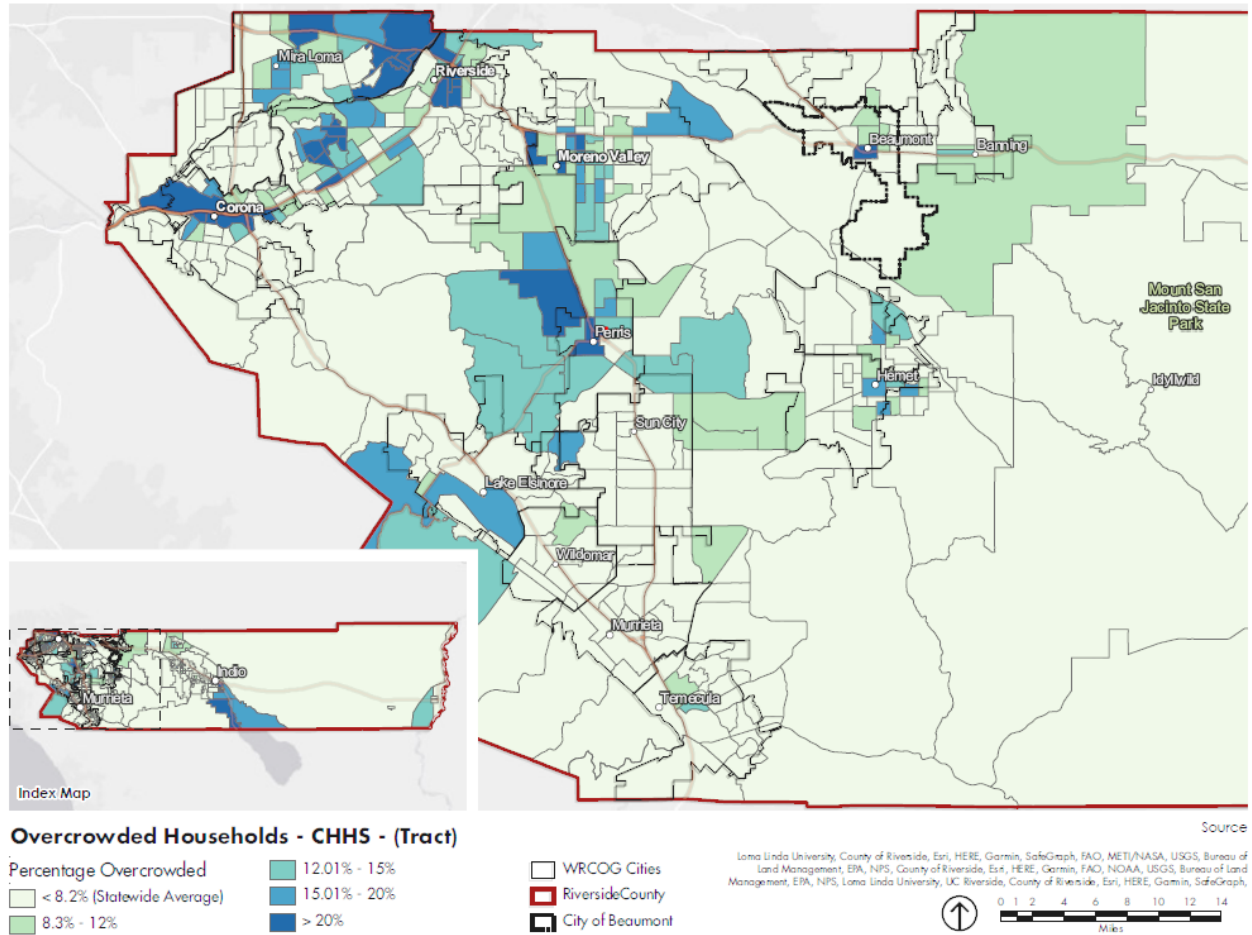 Mira Loma
Riverside
Moreno Valley
Beaumont
Banning
Corona
Mount San
Jacinto State
Park
Perris
Hemet
Idyllwild
Sun City
Lake Elsinore
Wildomar
Murrieta
Temecula
Indio
Murrieta
Index Map
Overcrowded Households - CHHS - (Tract)
Percentage Overcrowded
< 8.2% (Statewide Average)
8.3% - 12%
12.01% - 15%
15.01% - 20%
> 20%
WRCOG Cities
RiversideCounty
City of Beaumont
Source
Loma Linda University, County of Riverside, Esri, HERE, Garmin, SafeGraph, FAO, METI/NASA, USGS, Bureau of
Land Management, EPA, NPS, County of Riverside, Esri, HERE, Garmin, FAO, NOAA, USGS, Bureau of Land
Management, EPA, NPS, Loma Linda University, UC Riverside, County of Riverside, Esri, HERE, Garmin, SafeGraph,
0 1 2 4 6 8 10 12 14
Miles